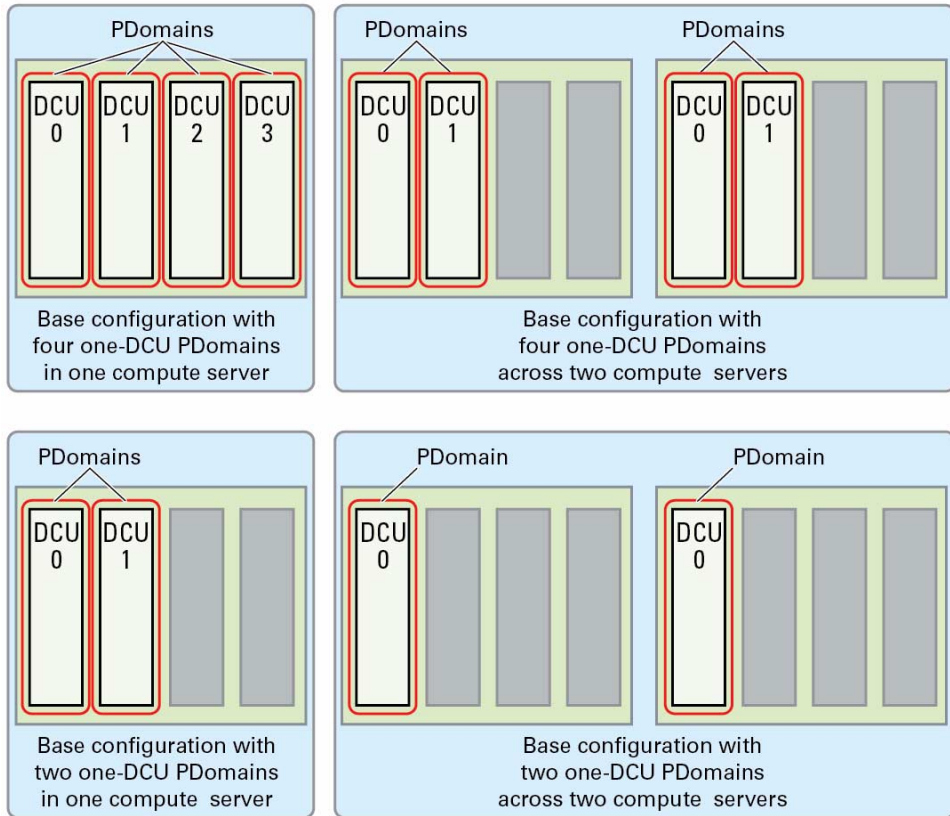 PDomains
DCU 0
DCU 1
DCU 2
DCU 3
Base configuration with
four one-DCU PDomains
in one compute server
PDomains
PDomains
DCU 0
DCU 1
DCU 0
DCU 1
Base configuration with
four one-DCU PDomains
across two compute servers
PDomains
DCU 0
DCU 1
Base configuration with
two one-DCU PDomains
in one compute server
PDomain
PDomain
DCU 0
DCU 0
Base configuration with
two one-DCU PDomains
across two compute servers